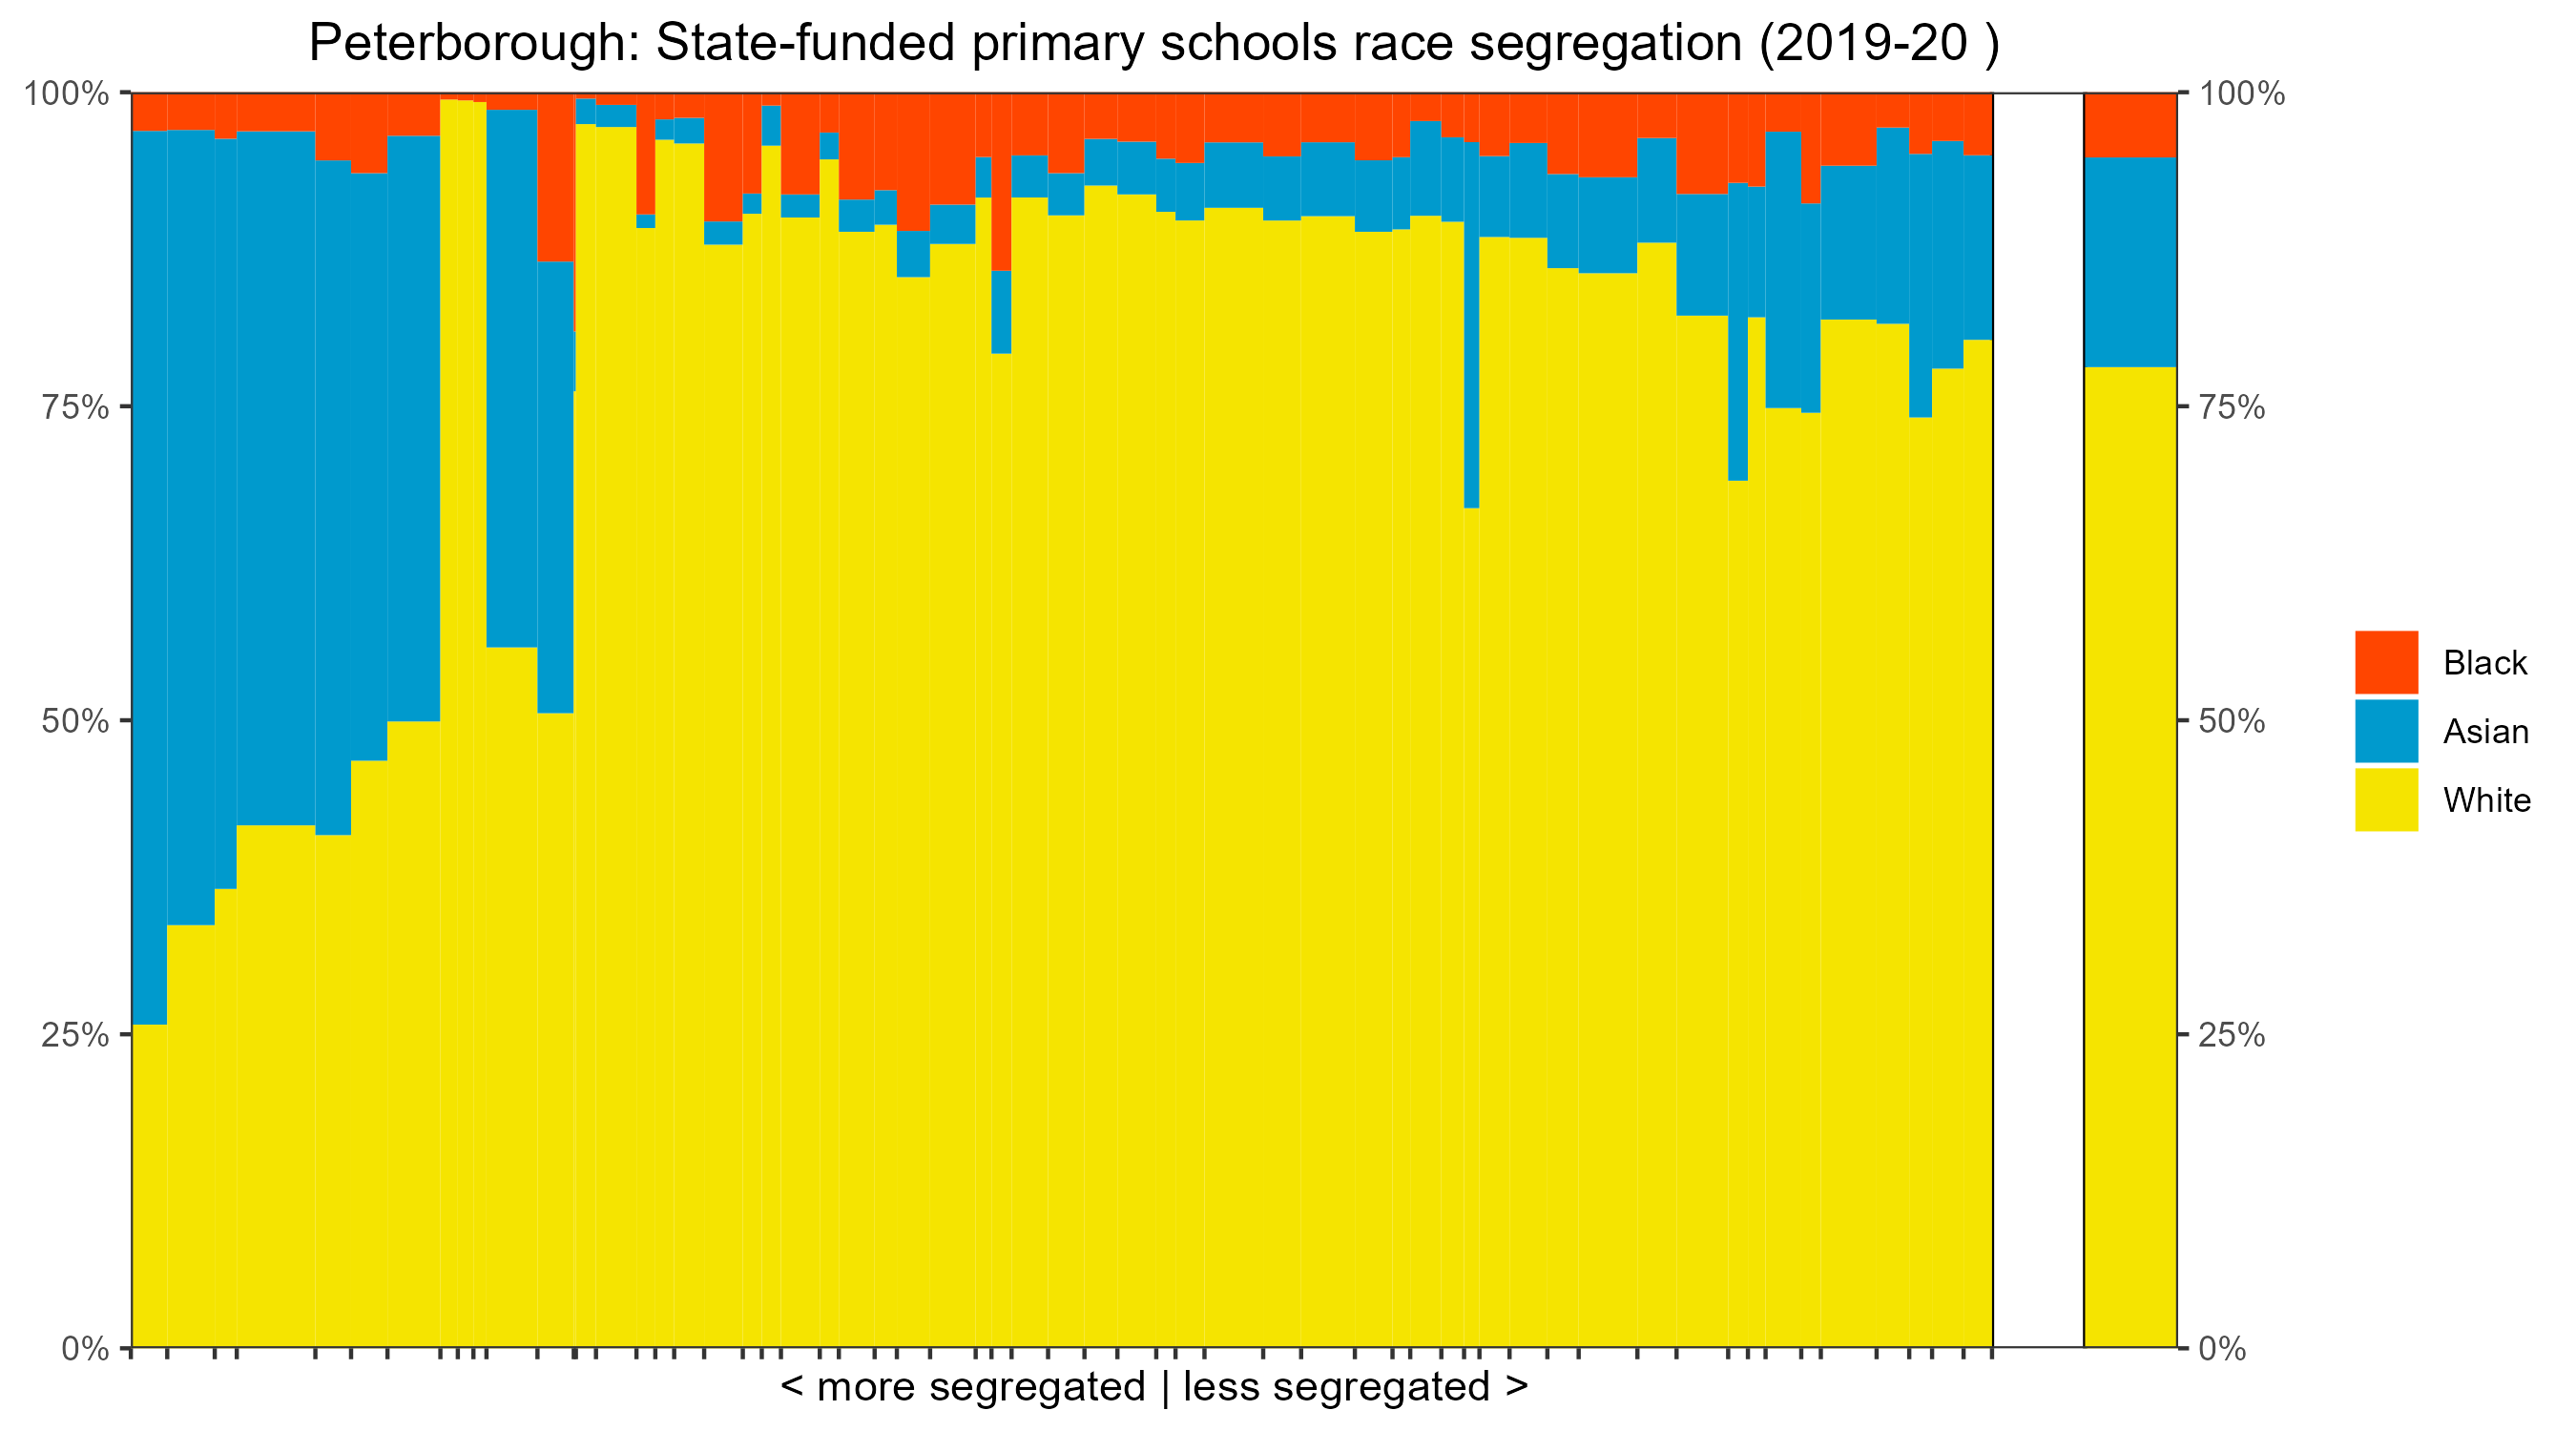 Peterborough: State-funded primary schools race segregation (2019-20 )
100%
75%
50%
25%
0%
100%
75%
50%
25%
0%
Black
Asian
White
< more segregated | less segregated >